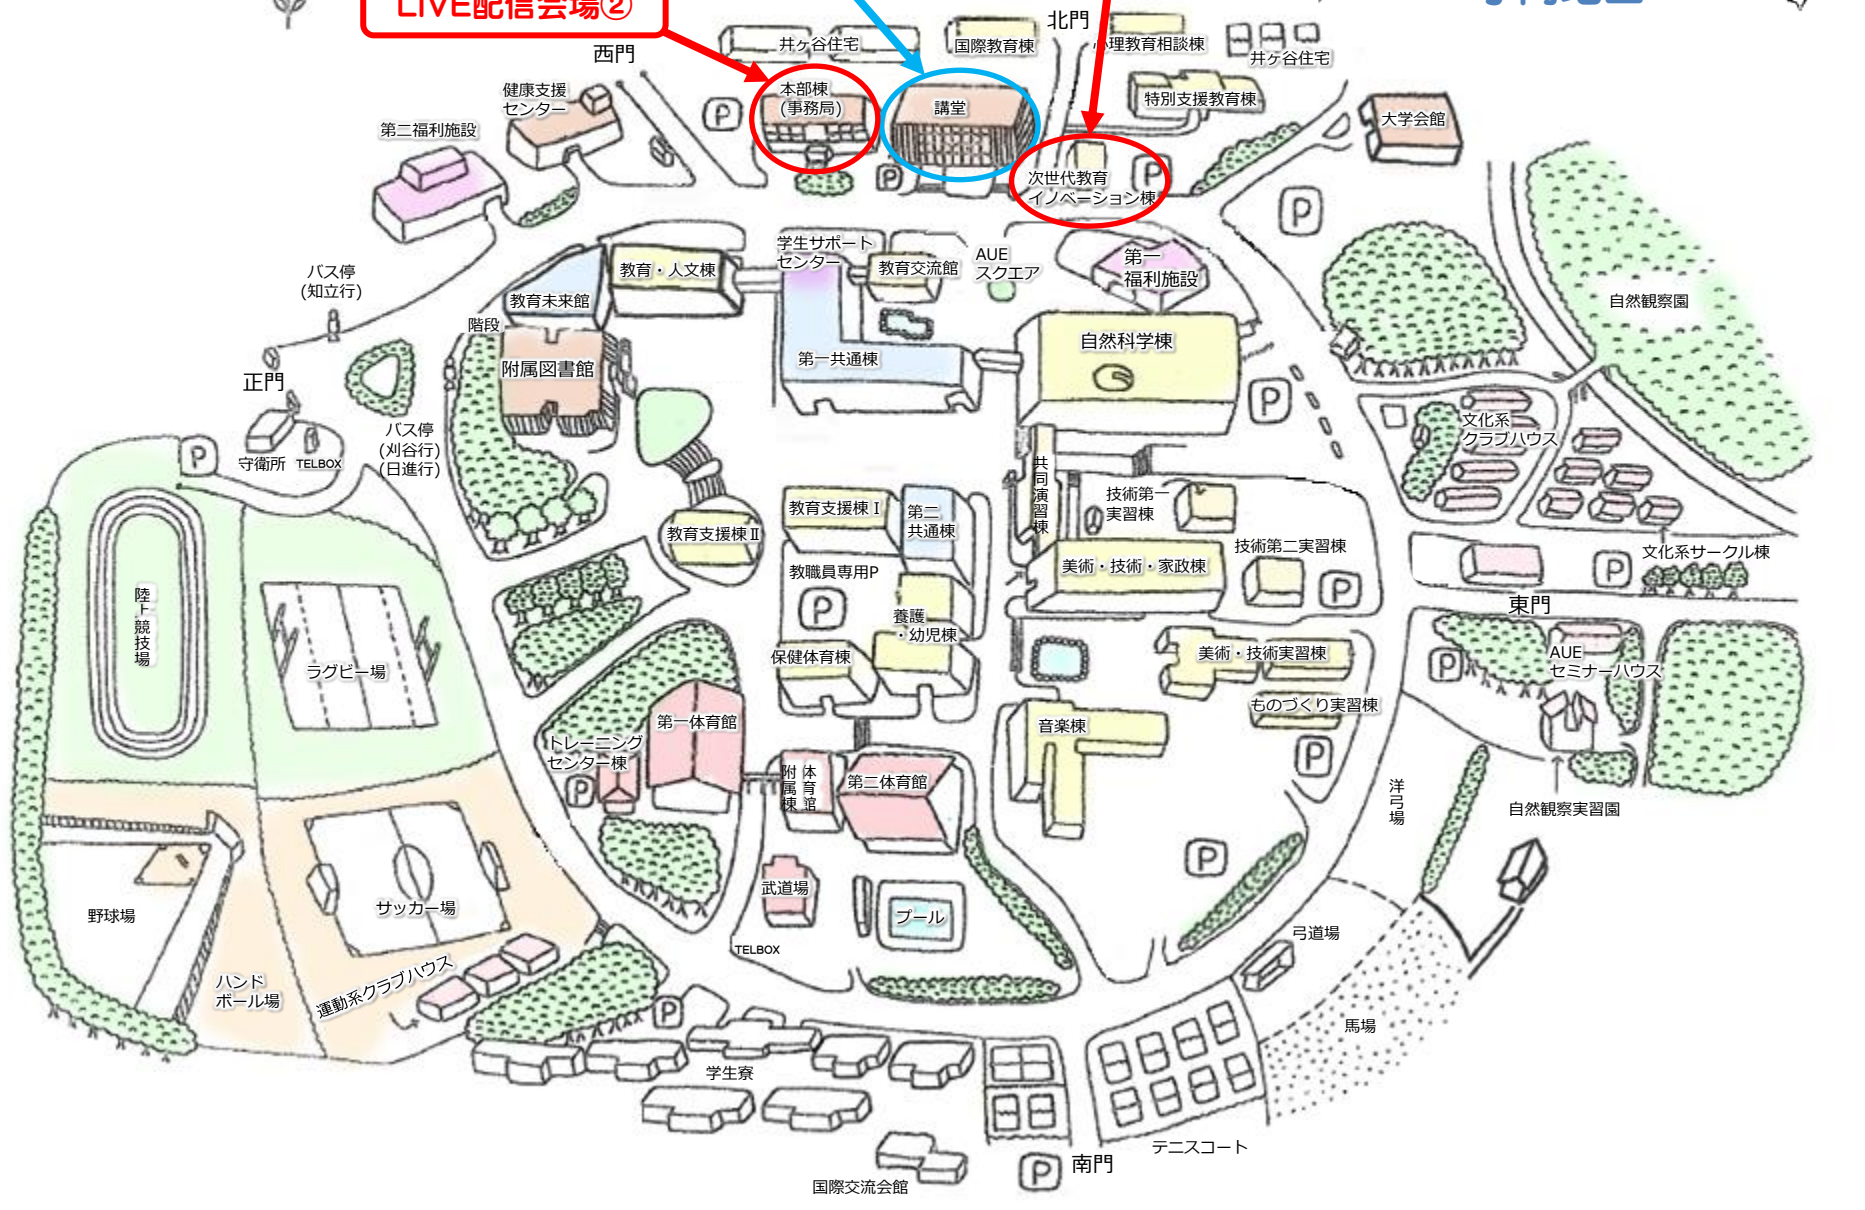 LIVE配信会場②
北門
井ヶ谷住宅
国際教育棟
心理教育相談棟
井ヶ谷住宅
西門
健康支援
センター
P
本部棟
(事務局)
講堂
特別支援教育棟
大学会館
第二福利施設
P
次世代教育
イノベーション棟
P
P
学生サポート
センター
教育・人文棟
教育交流館
AUE
スクエア
第一
福利施設
バス停
(知立行)
教育未来館
自然観察園
階段
附属図書館
第一共通棟
自然科学棟
正門
P
バス停
(刈谷行)
(日進行)
文化系
クラブハウス
P
守衛所
TELBOX
共同演習棟
技術第一
実習棟
教育支援棟Ⅰ
第二
共通棟
教育支援棟Ⅱ
技術第二実習棟
文化系サークル棟
教職員専用P
美術・技術・家政棟
P
P
P
東門
陸上競技場
養護
・幼児棟
ラグビー場
保健体育棟
美術・技術実習棟
P
AUE
セミナーハウス
ものづくり実習棟
第一体育館
音楽棟
トレーニング
センター棟
P
P
体育館
附属棟
第二体育館
洋弓場
自然観察実習園
P
武道場
プール
野球場
サッカー場
TELBOX
弓道場
ハンド
ボール場
運動系クラブハウス
P
馬場
学生寮
テニスコート
P
南門
国際交流会館